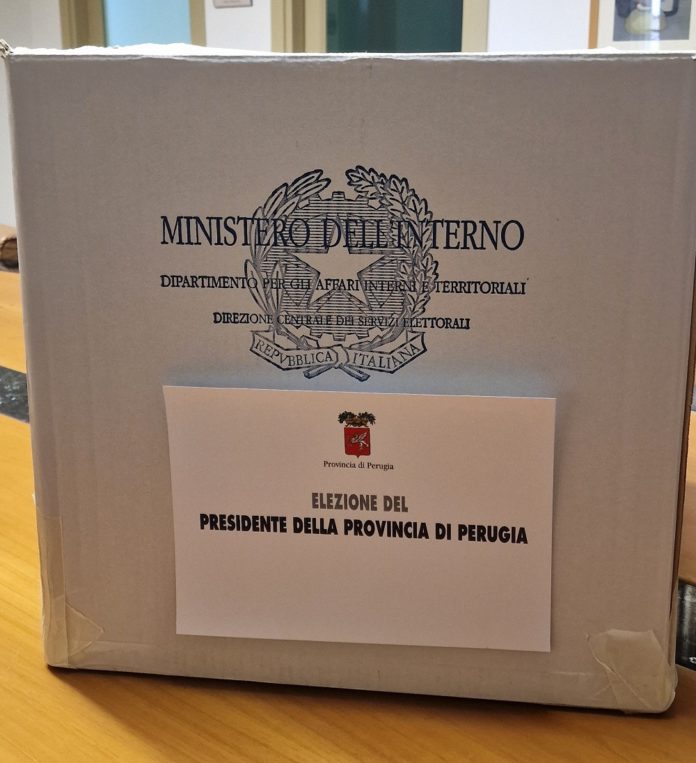 MINISTERO DELL'INTERNO
DIPARTIMENTO PER GLI AFFARI INTERNI E TERRITORIALI
DIREZIONE CENTRALE DEI SERVIZI ELETTORALI
REPVBBLICA ITALIANA
Provincia di Perugia
ELEZIONE DEL
PRESIDENTE DELLA PROVINCIA DI PERUGIA